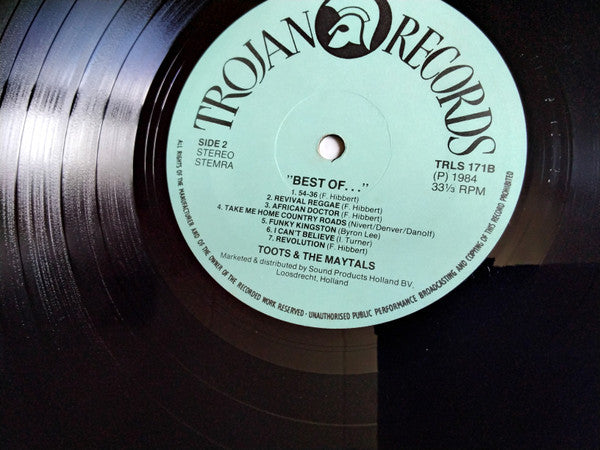 TROJAN RECORDS
SIDE 2
STEREO
STEMRA
TRLS 171B
(P) 1984
33⅓ RPM
"BEST OF..."
1. 54-36 (F. Hibbert)
2. REVIVAL REGGAE (F. Hibbert)
3. AFRICAN DOCTOR (F. Hibbert)
4. TAKE ME HOME COUNTRY ROADS (Nivert/Denver/Danolf)
5. FUNKY KINGSTON (Byron Lee)
6. I CAN'T BELIEVE (I. Turner)
7. REVOLUTION (F. Hibbert)
TOOTS & THE MAYTALS
Marketed & distributed by Sound Products Holland BV.
Loosdrecht, Holland
ALL RIGHTS OF THE MANUFACTURER AND OF THE OWNER OF THE RECORDED WORK RESERVED · UNAUTHORISED PUBLIC PERFORMANCE BROADCASTING AND COPYING OF THIS RECORD PROHIBITED